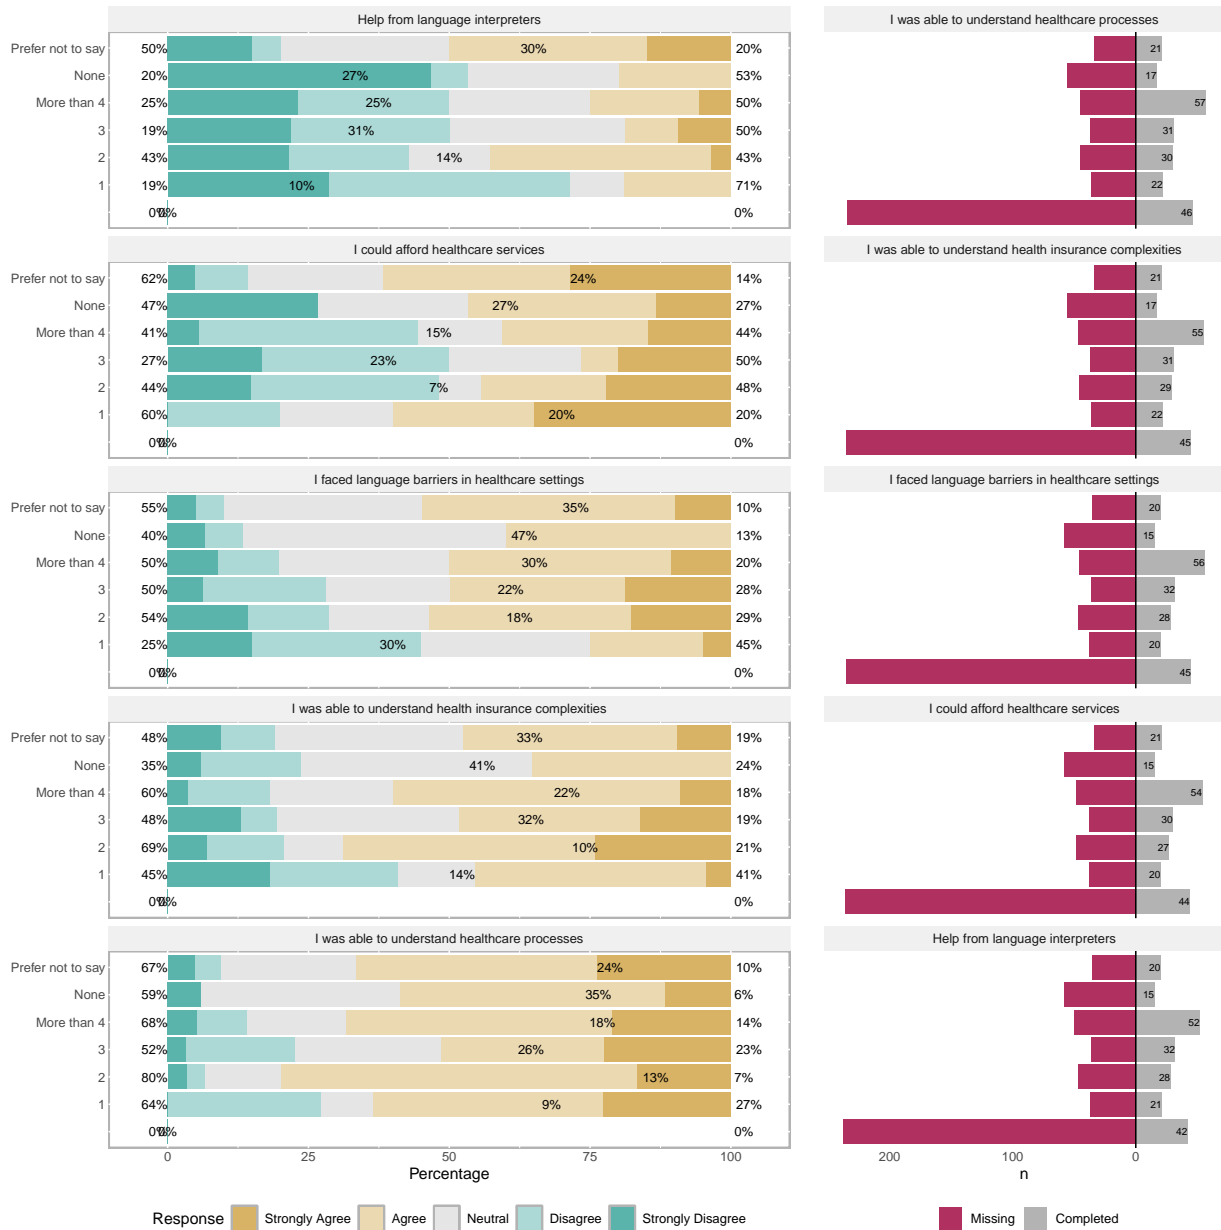 Help from language interpreters
Prefer not to say 50% 30% 20%
None 20% 27% 53%
More than 4 25% 25% 50%
3 19% 31% 50%
2 43% 14% 43%
1 19% 10% 71%
0% 0% 0%
I could afford healthcare services
Prefer not to say 62% 24% 14%
None 47% 27% 27%
More than 4 41% 15% 44%
3 27% 23% 50%
2 44% 7% 48%
1 60% 20% 20%
0% 0% 0%
I faced language barriers in healthcare settings
Prefer not to say 55% 35% 10%
None 40% 47% 13%
More than 4 50% 30% 20%
3 50% 22% 28%
2 54% 18% 29%
1 25% 30% 45%
0% 0% 0%
I was able to understand health insurance complexities
Prefer not to say 48% 33% 19%
None 35% 41% 24%
More than 4 60% 22% 18%
3 48% 32% 19%
2 69% 10% 21%
1 45% 14% 41%
0% 0% 0%
I was able to understand healthcare processes
Prefer not to say 67% 24% 10%
None 59% 35% 6%
More than 4 68% 18% 14%
3 52% 26% 23%
2 80% 13% 7%
1 64% 9% 27%
0% 0% 0%
0 25 50 75 100
Percentage
Response Strongly Agree Agree Neutral Disagree Strongly Disagree
I was able to understand healthcare processes
21
17
57
31
30
22
46
I was able to understand health insurance complexities
21
17
55
31
29
22
45
I faced language barriers in healthcare settings
20
15
56
32
28
20
45
I could afford healthcare services
21
15
54
30
27
20
44
Help from language interpreters
20
15
52
32
28
21
42
200 100 0
n
Missing Completed